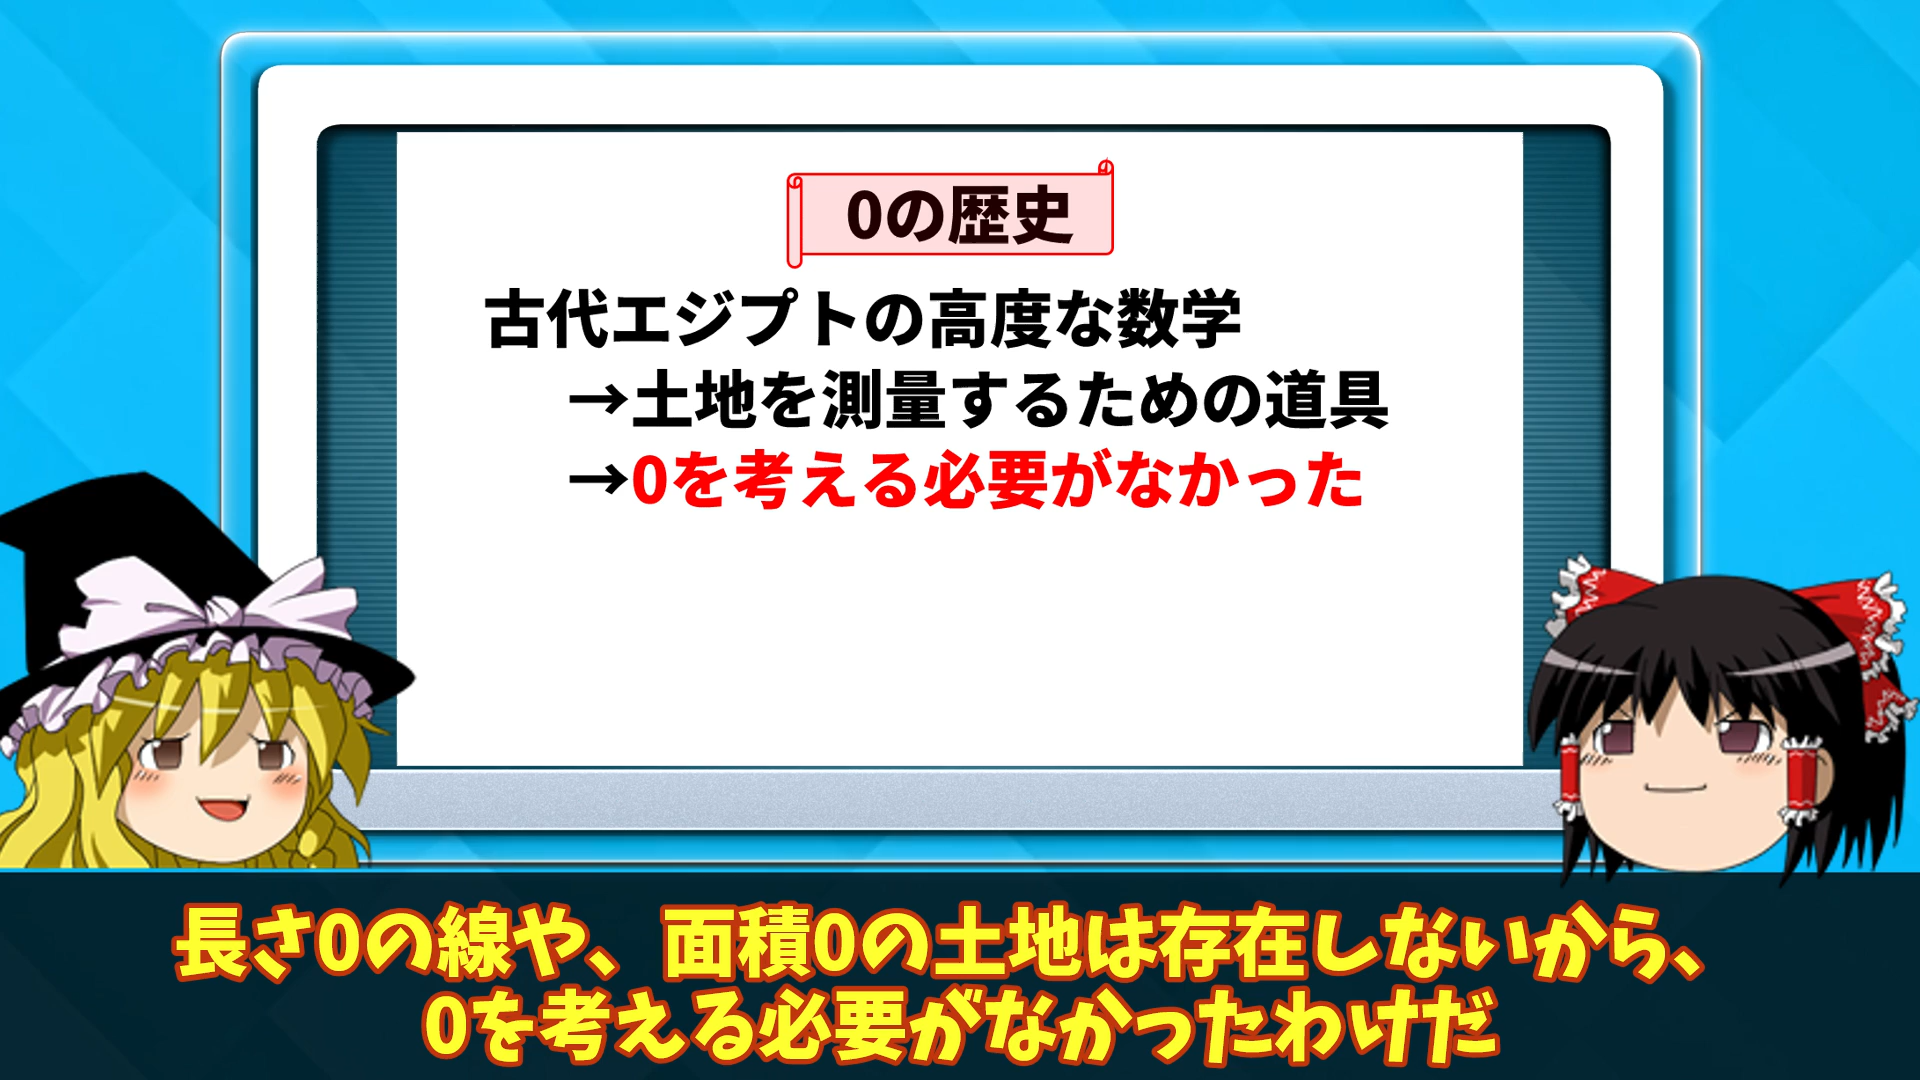 0の歴史
古代エジプトの高度な数学
→土地を測量するための道具
→0を考える必要がなかった
長さ0の線や、面積0の土地は存在しないから、
0を考える必要がなかったわけだ